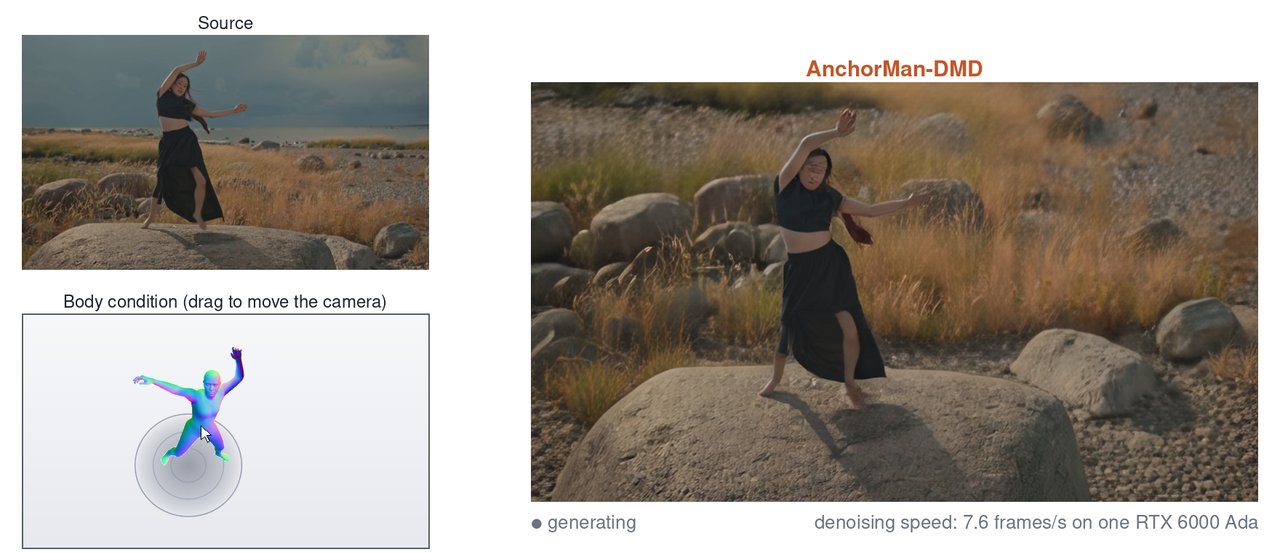 Source
Body condition (drag to move the camera)
AnchorMan-DMD
generating
denoising speed: 7.6 frames/s on one RTX 6000 Ada